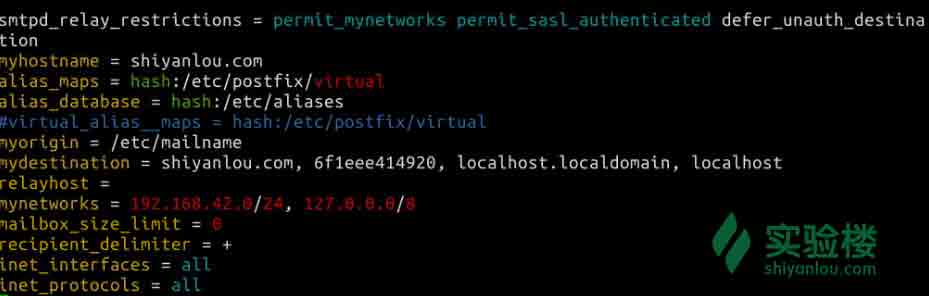 smtpd_relay_restrictions = permit_mynetworks permit_sasl_authenticated defer_unauth_destina
tion
myhostname = shiyanlou.com
alias_maps = hash:/etc/postfix/virtual
alias_database = hash:/etc/aliases
#virtual_alias__maps = hash:/etc/postfix/virtual
myorigin = /etc/mailname
mydestination = shiyanlou.com, 6f1eee414920, localhost.localdomain, localhost
relayhost =
mynetworks = 192.168.42.0/24, 127.0.0.0/8
mailbox_size_limit = 0
recipient_delimiter = +
inet_interfaces = all
inet_protocols = all
实验楼
shiyanlou.com